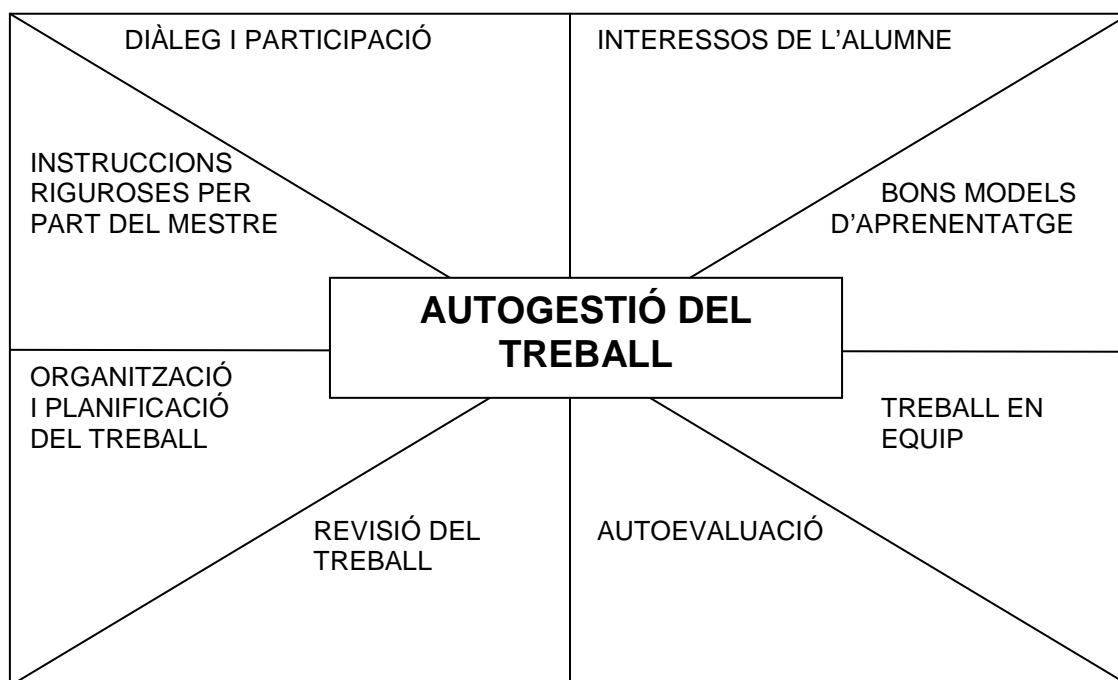 DIÀLEG I PARTICIPACIÓ
INTERESSOS DE L'ALUMNE
INSTRUCCIONS
RIGUROSES PER
PART DEL MESTRE
BONS MODELS
D'APRENENTATGE
AUTOGESTIÓ DEL
TREBALL
ORGANITZACIÓ
I PLANIFICACIÓ
DEL TREBALL
TREBALL EN
EQUIP
REVISIÓ DEL
TREBALL
AUTOEVALUACIÓ